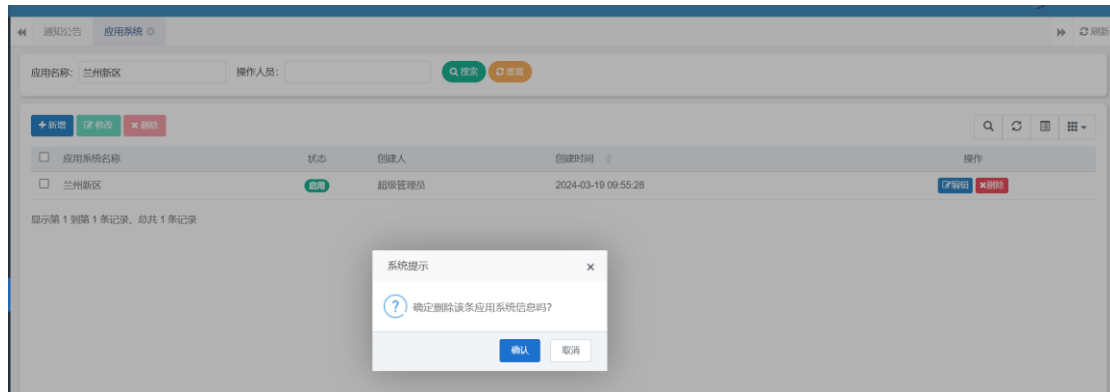 通知公告 应用系统 刷新
应用名称: 兰州新区 操作人员: 搜索 重置
新增 修改 删除
应用系统名称 状态 创建人 创建时间 操作
兰州新区 启用 超级管理员 2024-03-19 09:55:28 编辑 删除
显示第 1 到第 1 条记录，总共 1 条记录
系统提示
确定删除该条应用系统信息吗?
确认 取消